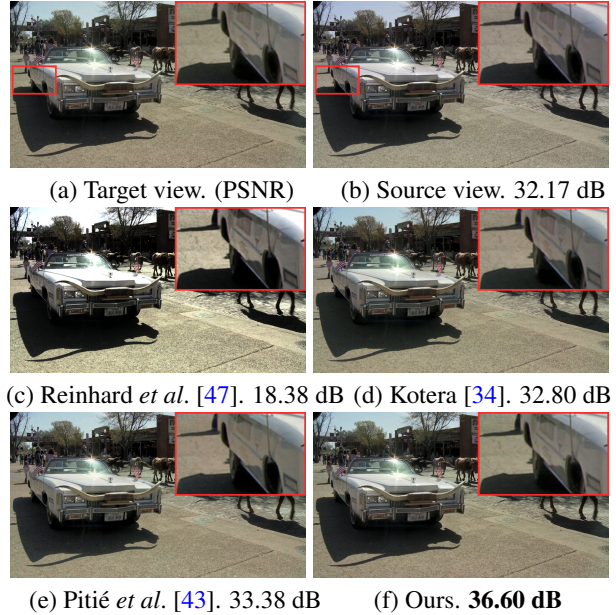 (a) Target view. (PSNR)
(b) Source view. 32.17 dB
(c) Reinhard et al. [47]. 18.38 dB
(d) Kotera [34]. 32.80 dB
(e) Pitié et al. [43]. 33.38 dB
(f) Ours. 36.60 dB